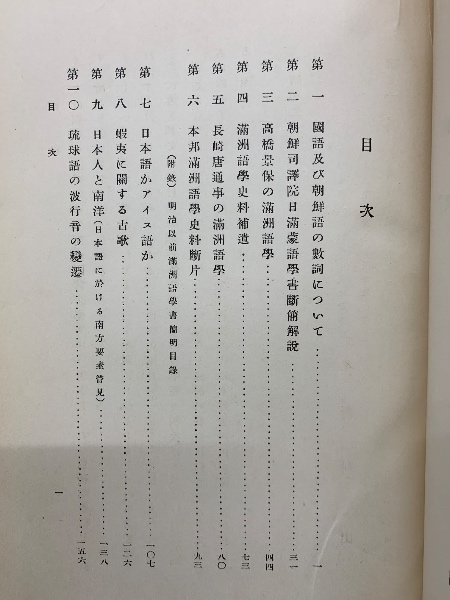 目次
第一 國語及び朝鮮語の數詞について……………一
第二 朝鮮司譯院日滿蒙語學書斷簡解說……………三一
第三 高橋景保の滿洲語學……………四四
第四 滿洲語學史料補遺……………七三
第五 長崎唐通事の滿洲語學……………八〇
第六 本邦滿洲語學史料斷片……………九三
(附錄) 明治以前滿洲語學書簡明目錄
第七 日本語かアイヌ語か……………一〇七
第八 蝦夷に關する古歌……………一二六
第九 日本人と南洋(日本語に於ける南方要素管見)……………一三八
第一〇 琉球語の波行音の變遷……………一五六
目次
一